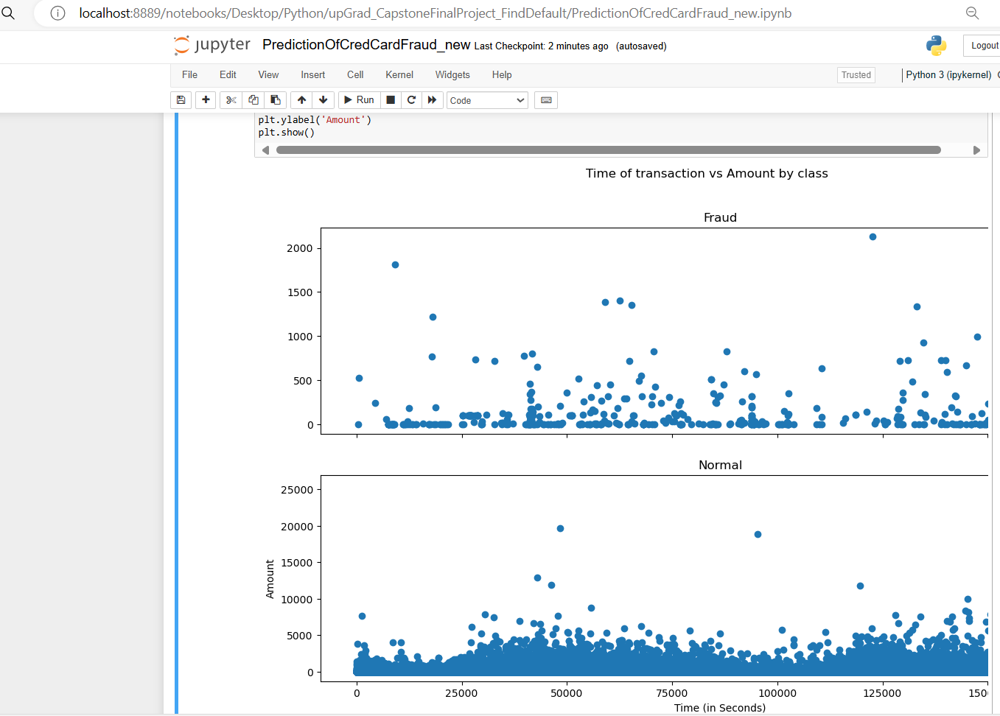 localhost:8889/notebooks/Desktop/Python/upGrad_CapstoneFinalProject_FindDefault/PredictionOfCredCardFraud_new.ipynb
jupyter PredictionOfCredCardFraud_new Last Checkpoint: 2 minutes ago (autosaved)
Logout
File Edit View Insert Cell Kernel Widgets Help
Trusted
Python 3 (ipykernel)
Run
Code
plt.ylabel('Amount')
plt.show()
Time of transaction vs Amount by class
Fraud
2000
1500
1000
500
0
Normal
25000
20000
15000
10000
5000
0
Amount
0 25000 50000 75000 100000 125000 150
Time (in Seconds)